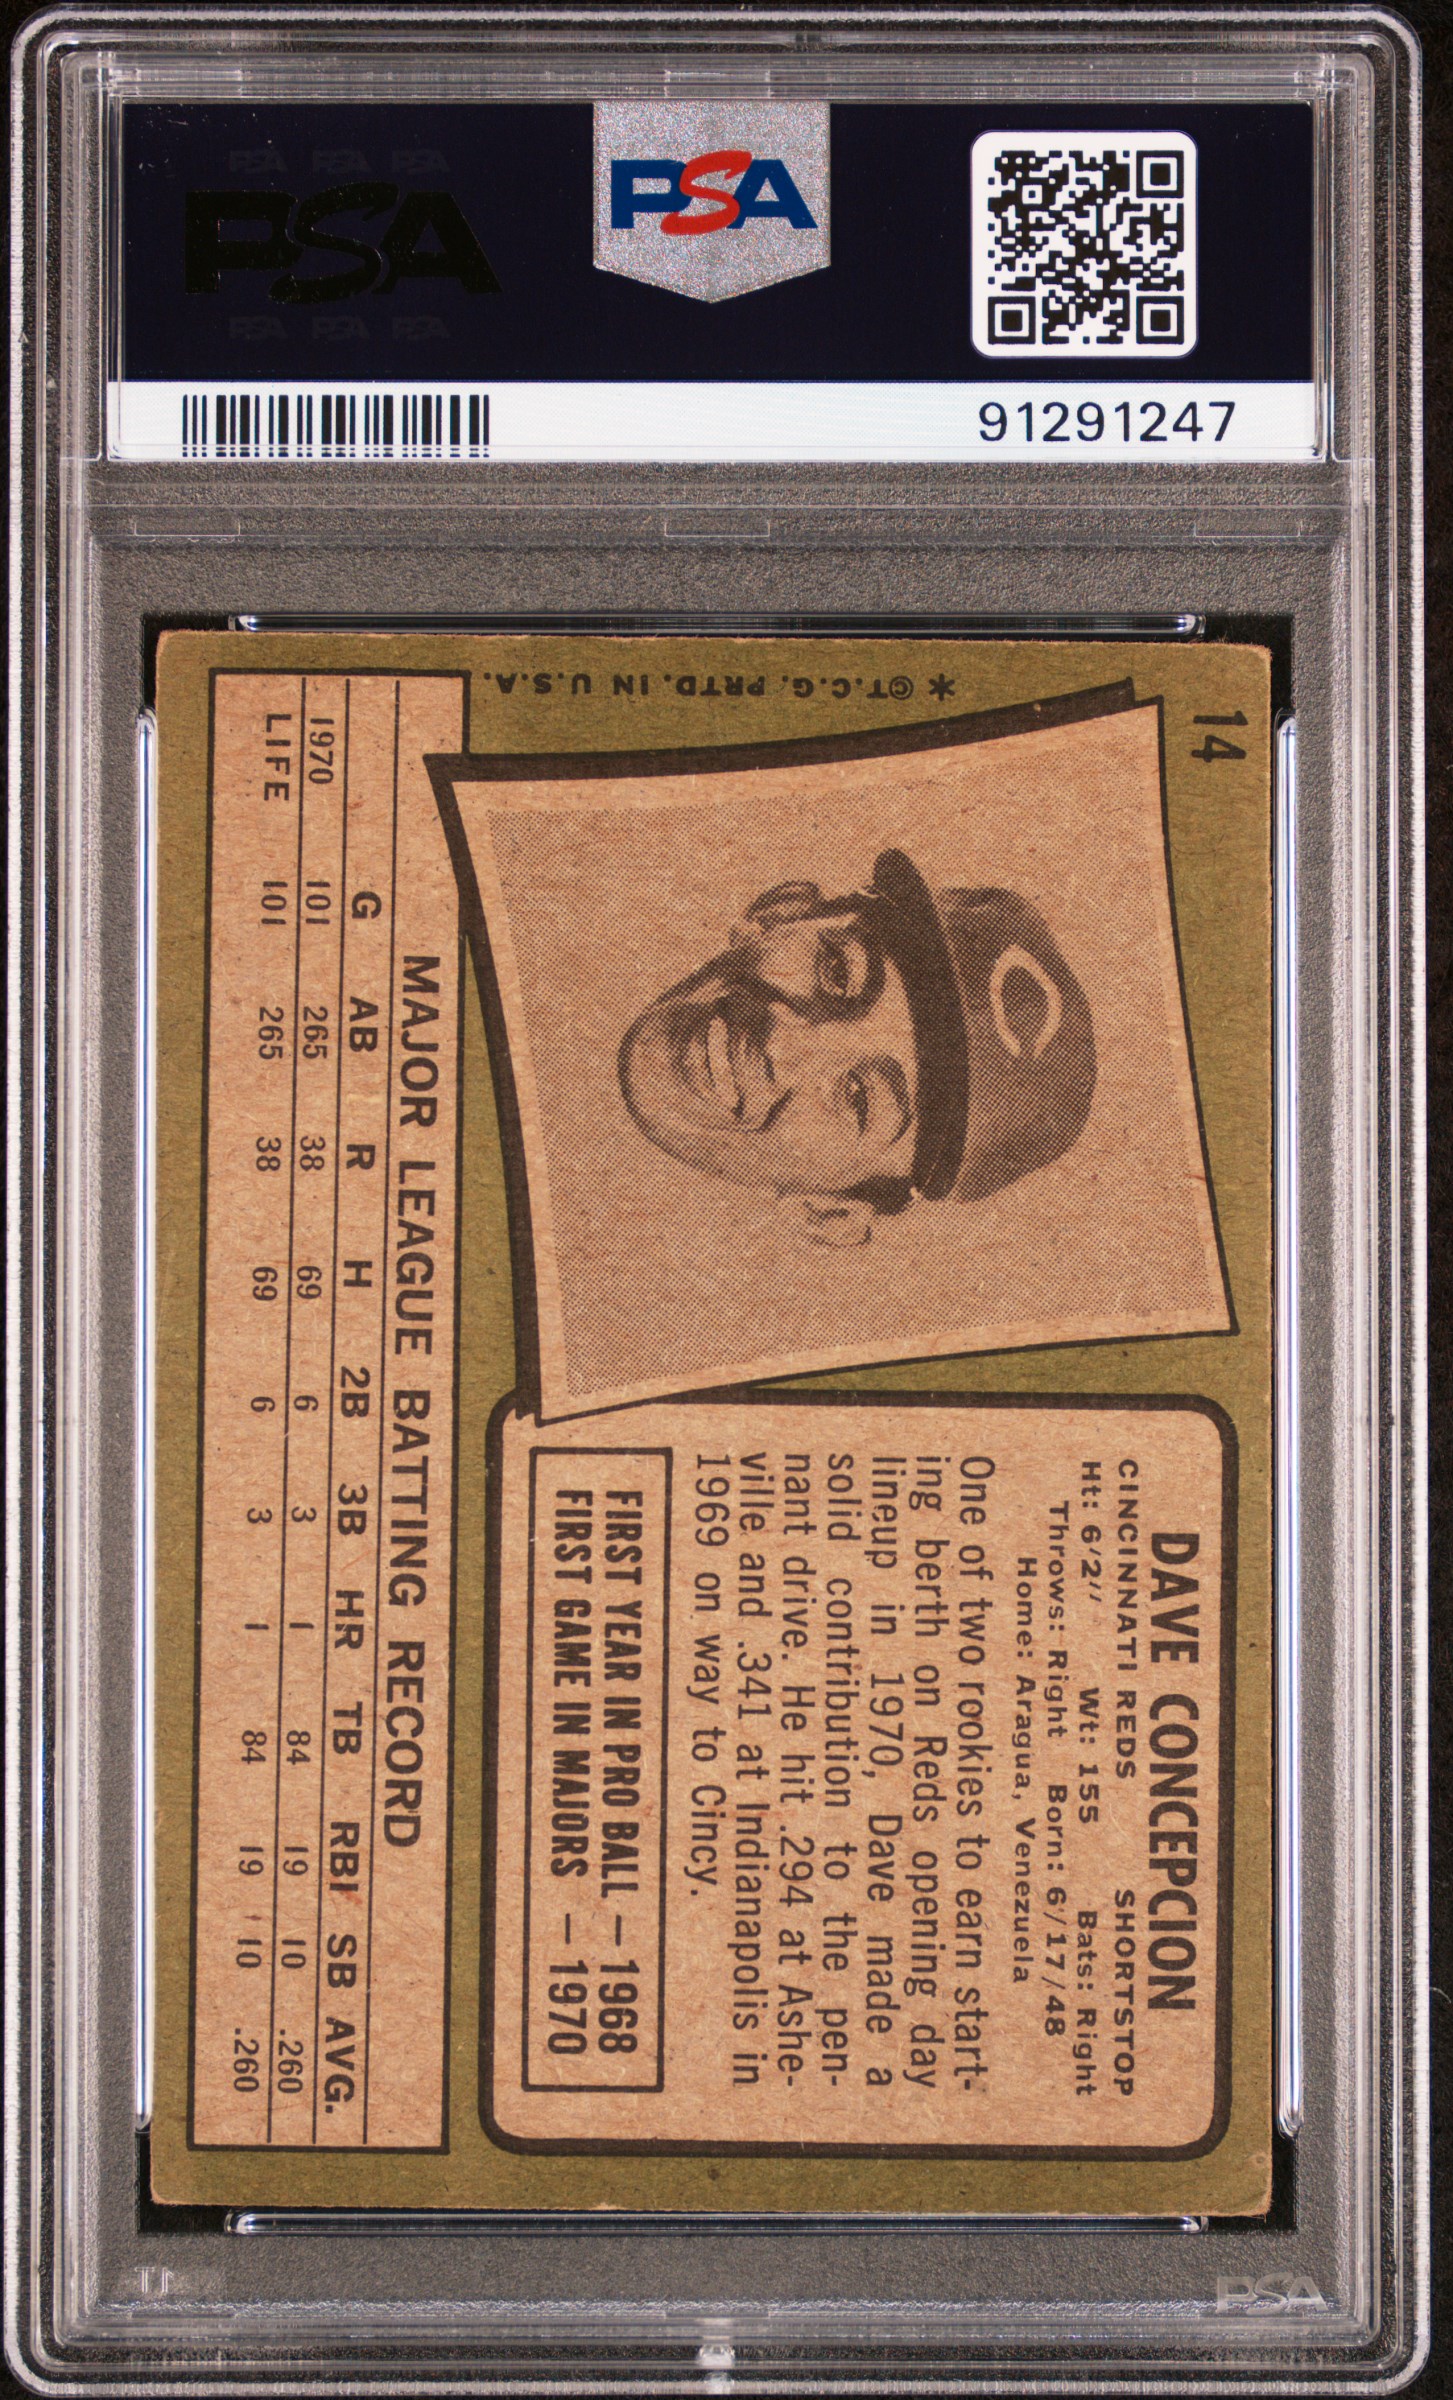 PSA PSA PSA
PSA
PSA PSA PSA
PSA
91291247
14
* ©T.C.G. PRTD. IN U.S.A.
DAVE CONCEPCION
CINCINNATI REDS SHORTSTOP
Ht: 6'2" Wt: 155 Bats: Right
Throws: Right Born: 6/17/48
Home: Aragua, Venezuela
One of two rookies to earn start-
ing berth on Reds opening day
lineup in 1970, Dave made a
solid contribution to the pen-
nant drive. He hit .294 at Ashe-
ville and .341 at Indianapolis in
1969 on way to Cincy.
FIRST YEAR IN PRO BALL — 1968
FIRST GAME IN MAJORS — 1970
MAJOR LEAGUE BATTING RECORD
G AB R H 2B 3B HR TB RBI SB AVG.
1970 101 265 38 69 6 3 1 84 19 10 .260
LIFE 101 265 38 69 6 3 1 84 19 10 .260
PSA